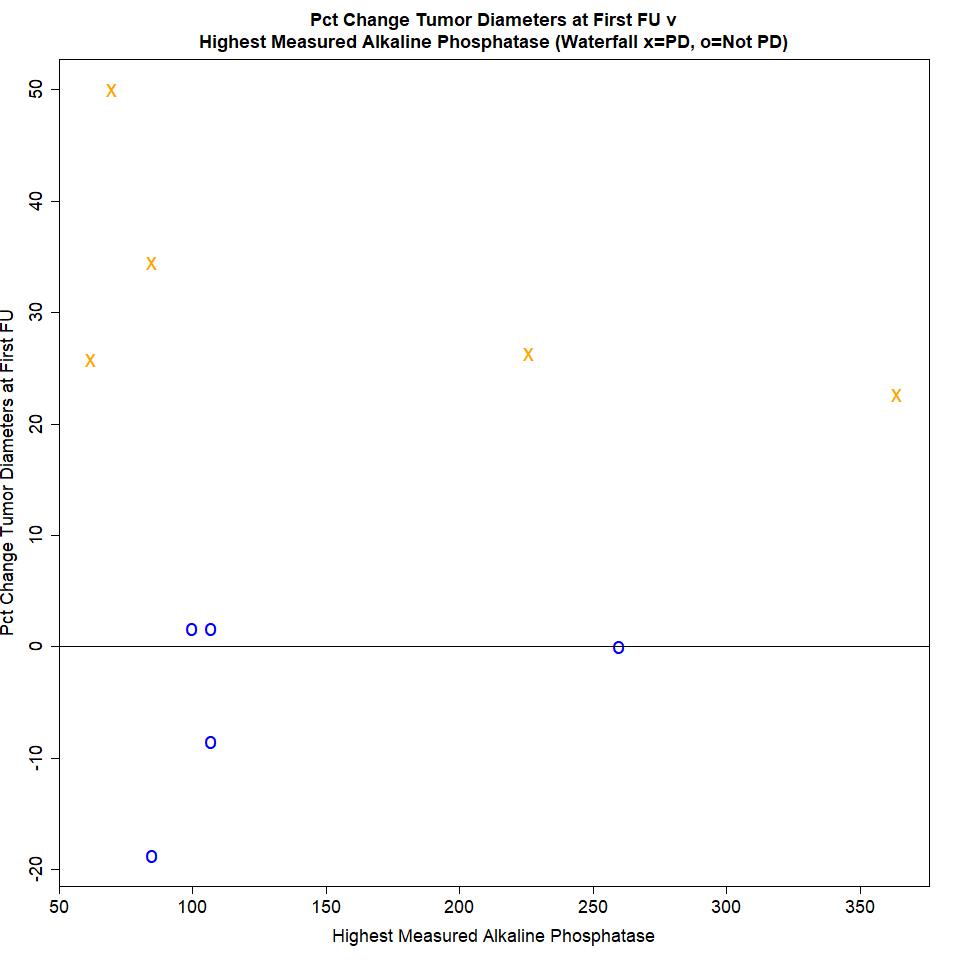 Pct Change Tumor Diameters at First FU v
Highest Measured Alkaline Phosphatase (Waterfall x=PD, o=Not PD)
Pct Change Tumor Diameters at First FU
50
40
30
20
10
0
-10
-20
X
X
X
X
X
O
O
O
O
O
50
100
150
200
250
300
350
Highest Measured Alkaline Phosphatase